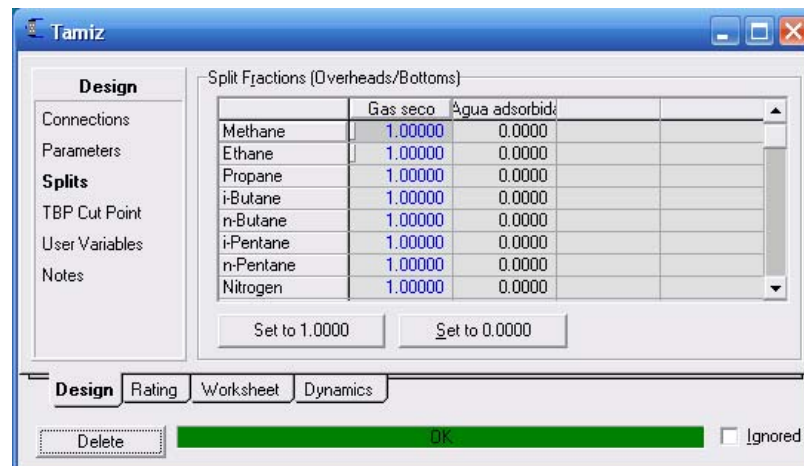 Tamiz
Design
Connections
Parameters
Splits
TBP Cut Point
User Variables
Notes
Split Fractions (Overheads/Bottoms)
Gas seco Agua adsorbida
Methane 1.00000 0.0000
Ethane 1.00000 0.0000
Propane 1.00000 0.0000
i-Butane 1.00000 0.0000
n-Butane 1.00000 0.0000
i-Pentane 1.00000 0.0000
n-Pentane 1.00000 0.0000
Nitrogen 1.00000 0.0000
Set to 1.0000 Set to 0.0000
Design Rating Worksheet Dynamics
Delete OK Ignored